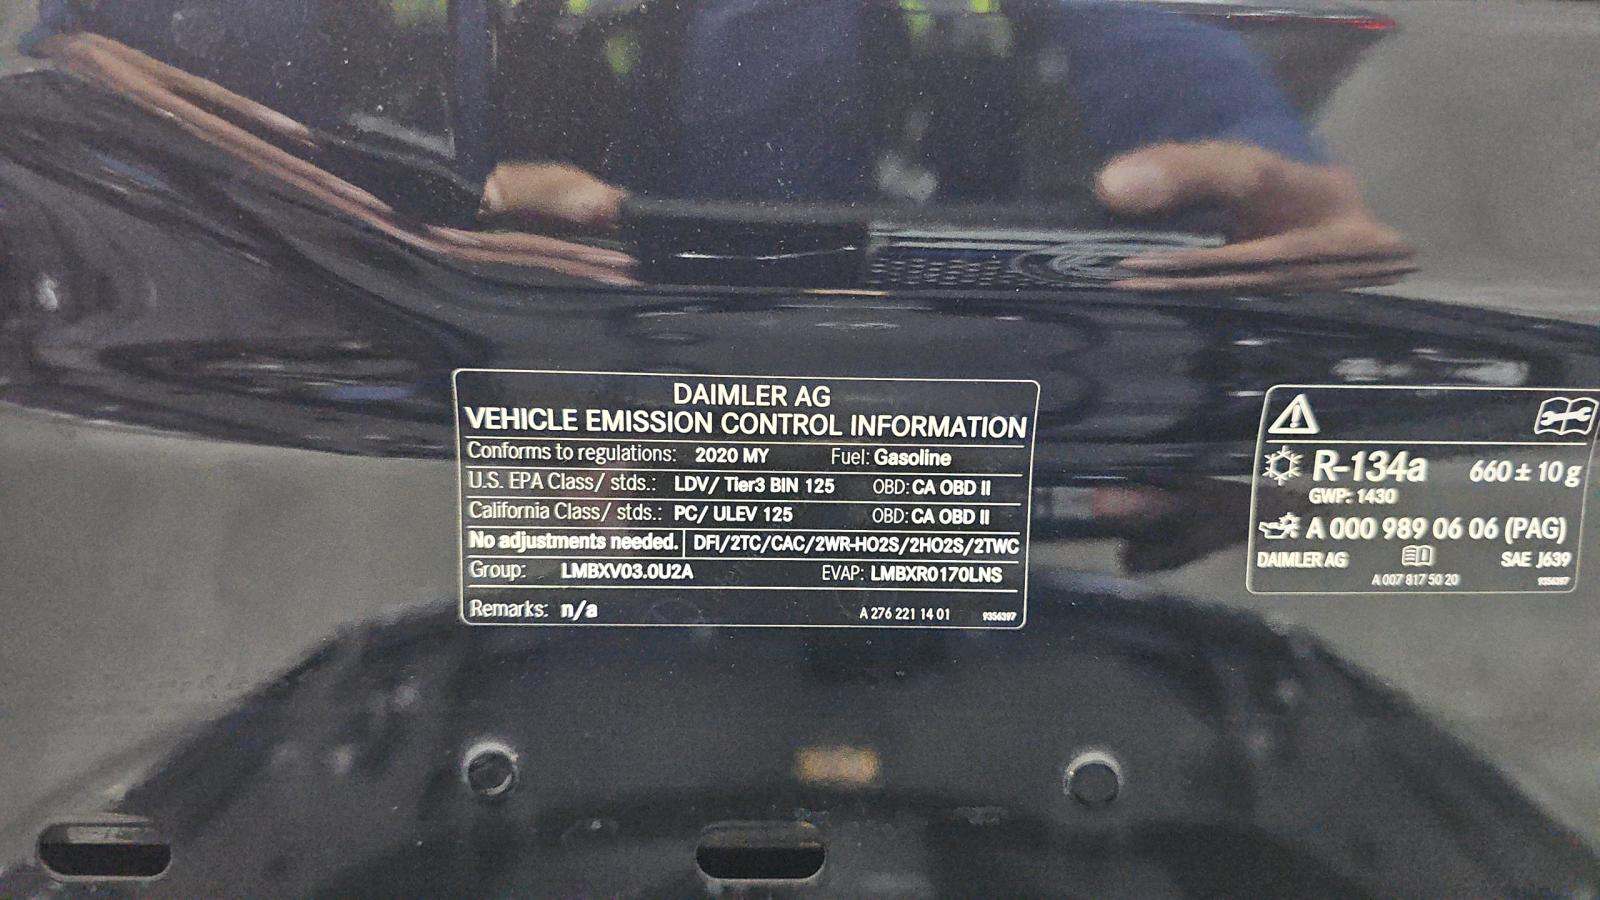 DAIMLER AG
VEHICLE EMISSION CONTROL INFORMATION
Conforms to regulations: 2020 MY Fuel: Gasoline
U.S. EPA Class/ stds.: LDV/ Tier3 BIN 125 OBD: CA OBD II
California Class/ stds.: PC/ ULEV 125 OBD: CA OBD II
No adjustments needed. DFI/2TC/CAC/2WR-HO2S/2HO2S/2TWC
Group: LMBXV03.0U2A EVAP: LMBXR0170LNS
Remarks: n/a A 276 221 14 01 9356397
R-134a 660 ± 10 g
GWP: 1430
A 000 989 06 06 (PAG)
DAIMLER AG SAE J639
A 007 817 50 20 9356397